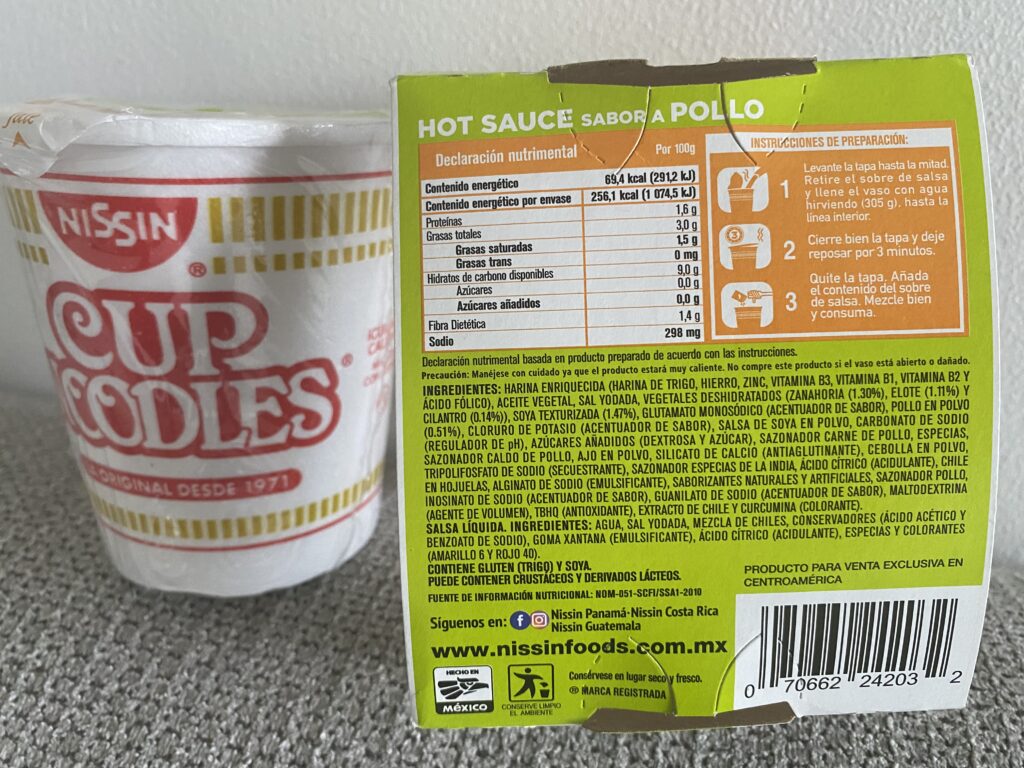 NISSIN
®
CUP
NOODLES
®
ORIGINAL DESDE 1971
HOT SAUCE SABOR A POLLO
Declaración nutrimental Por 100g
Contenido energético 69,4 kcal (291,2 kJ)
Contenido energético por envase 256,1 kcal (1 074,5 kJ)
Proteínas 1,6 g
Grasas totales 3,0 g
Grasas saturadas 1,5 g
Grasas trans 0 mg
Hidratos de carbono disponibles 9,0 g
Azúcares 0,0 g
Azúcares añadidos 0,0 g
Fibra Dietética 1,4 g
Sodio 298 mg
INSTRUCCIONES DE PREPARACIÓN:
1 Levante la tapa hasta la mitad.
Retire el sobre de salsa
y llene el vaso con agua
hirviendo (305 g). hasta la
línea interior.
2 Cierre bien la tapa y deje
reposar por 3 minutos.
3 Quite la tapa. Añada
el contenido del sobre
de salsa. Mezcle bien
y consuma.
Declaración nutrimental basada en producto preparado de acuerdo con las instrucciones.
Precaución: Manéjese con cuidado ya que el producto estará muy caliente. No compre este producto si el vaso está abierto o dañado.
INGREDIENTES: HARINA ENRIQUECIDA (HARINA DE TRIGO, HIERRO, ZINC, VITAMINA B3, VITAMINA B1, VITAMINA B2 Y
ÁCIDO FÓLICO), ACEITE VEGETAL, SAL YODADA, VEGETALES DESHIDRATADOS (ZANAHORIA (1.30%), ELOTE (1.11%) Y
CILANTRO (0.14%)), SOYA TEXTURIZADA (1.47%), GLUTAMATO MONOSÓDICO (ACENTUADOR DE SABOR), POLLO EN POLVO
(0.51%), CLORURO DE POTASIO (ACENTUADOR DE SABOR), SALSA DE SOYA EN POLVO, CARBONATO DE SODIO
(REGULADOR DE pH), AZÚCARES AÑADIDOS (DEXTROSA Y AZÚCAR), SAZONADOR CARNE DE POLLO, ESPECIAS,
SAZONADOR CALDO DE POLLO, AJO EN POLVO, SILICATO DE CALCIO (ANTIAGLUTINANTE), CEBOLLA EN POLVO,
TRIPOLIFOSFATO DE SODIO (SECUESTRANTE), SAZONADOR ESPECIAS DE LA INDIA, ÁCIDO CÍTRICO (ACIDULANTE), CHILE
EN HOJUELAS, ALGINATO DE SODIO (EMULSIFICANTE), SABORIZANTES NATURALES Y ARTIFICIALES, SAZONADOR POLLO,
INOSINATO DE SODIO (ACENTUADOR DE SABOR), GUANILATO DE SODIO (ACENTUADOR DE SABOR), MALTODEXTRINA
(AGENTE DE VOLUMEN), TBHQ (ANTIOXIDANTE), EXTRACTO DE CHILE Y CURCUMINA (COLORANTE).
SALSA LÍQUIDA. INGREDIENTES: AGUA, SAL YODADA, MEZCLA DE CHILES, CONSERVADORES (ÁCIDO ACÉTICO Y
BENZOATO DE SODIO), GOMA XANTANA (EMULSIFICANTE), ÁCIDO CÍTRICO (ACIDULANTE), ESPECIAS Y COLORANTES
(AMARILLO 6 Y ROJO 40).
CONTIENE GLUTEN (TRIGO) Y SOYA.
PUEDE CONTENER CRUSTÁCEOS Y DERIVADOS LÁCTEOS.
FUENTE DE INFORMACIÓN NUTRICIONAL: NOM-051-SCFI/SSA1-2010
Síguenos en: Nissin Panamá·Nissin Costa Rica
Nissin Guatemala
www.nissinfoods.com.mx
HECHO EN
MÉXICO
CONSERVE LIMPIO
EL AMBIENTE
Consérvese en lugar seco y fresco.
® MARCA REGISTRADA
PRODUCTO PARA VENTA EXCLUSIVA EN
CENTROAMÉRICA
0 70662 24203 2